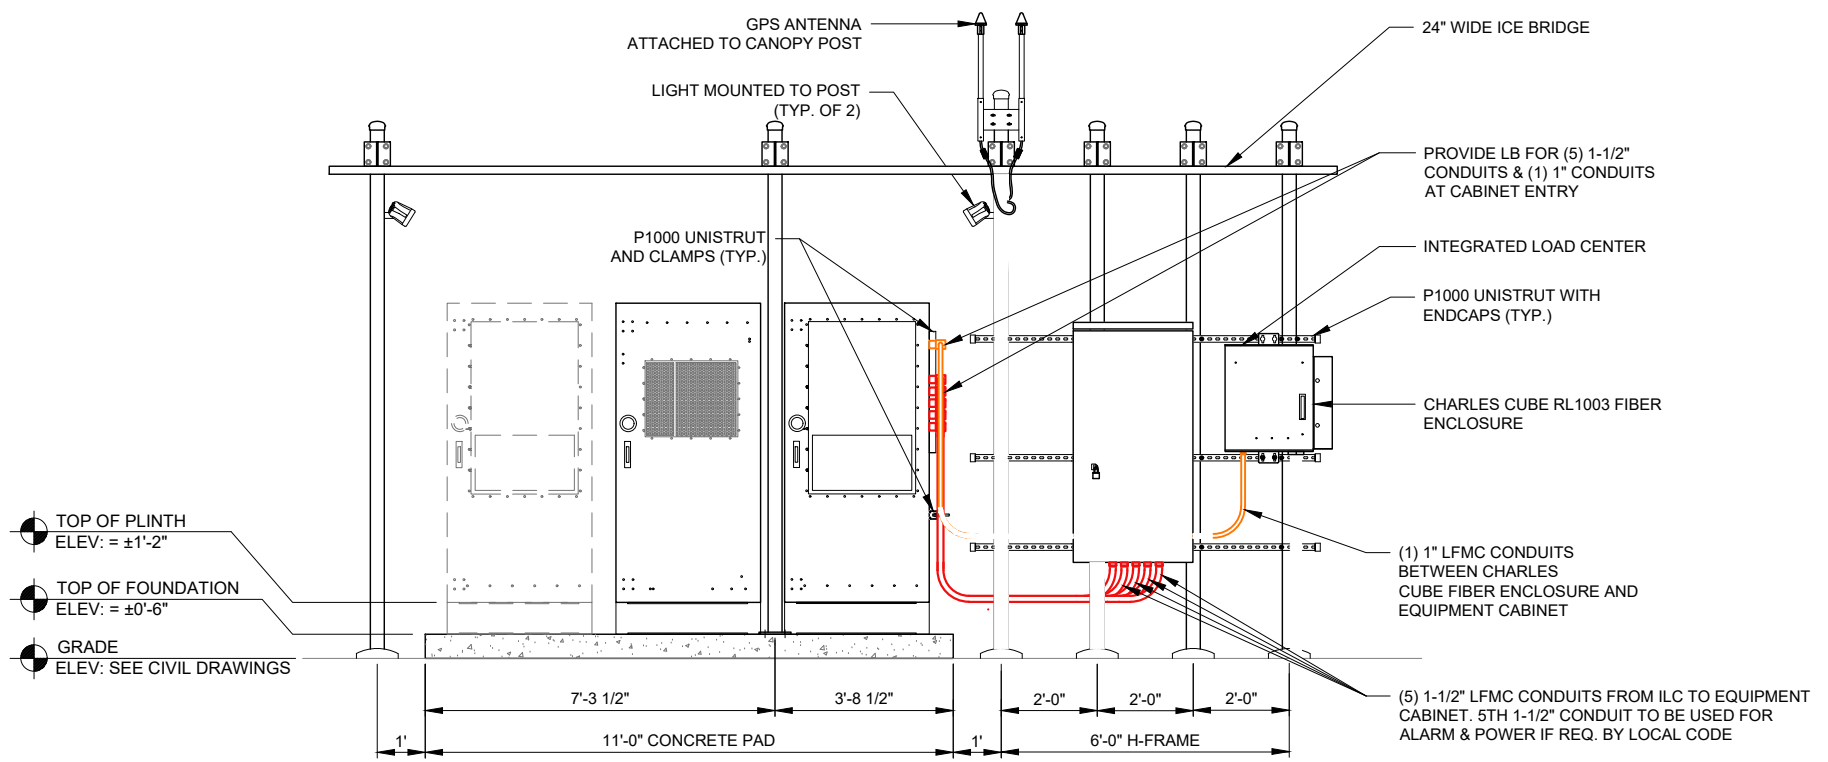 GPS ANTENNA
ATTACHED TO CANOPY POST
24" WIDE ICE BRIDGE
LIGHT MOUNTED TO POST
(TYP. OF 2)
PROVIDE LB FOR (5) 1-1/2"
CONDUITS & (1) 1" CONDUITS
AT CABINET ENTRY
P1000 UNISTRUT
AND CLAMPS (TYP.)
INTEGRATED LOAD CENTER
P1000 UNISTRUT WITH
ENDCAPS (TYP.)
CHARLES CUBE RL1003 FIBER
ENCLOSURE
TOP OF PLINTH
ELEV: = ±1'-2"
TOP OF FOUNDATION
ELEV: = ±0'-6"
GRADE
ELEV: SEE CIVIL DRAWINGS
(1) 1" LFMC CONDUITS
BETWEEN CHARLES
CUBE FIBER ENCLOSURE AND
EQUIPMENT CABINET
(5) 1-1/2" LFMC CONDUITS FROM ILC TO EQUIPMENT
CABINET. 5TH 1-1/2" CONDUIT TO BE USED FOR
ALARM & POWER IF REQ. BY LOCAL CODE
7'-3 1/2"
3'-8 1/2"
2'-0"
2'-0"
2'-0"
1'
11'-0" CONCRETE PAD
1'
6'-0" H-FRAME